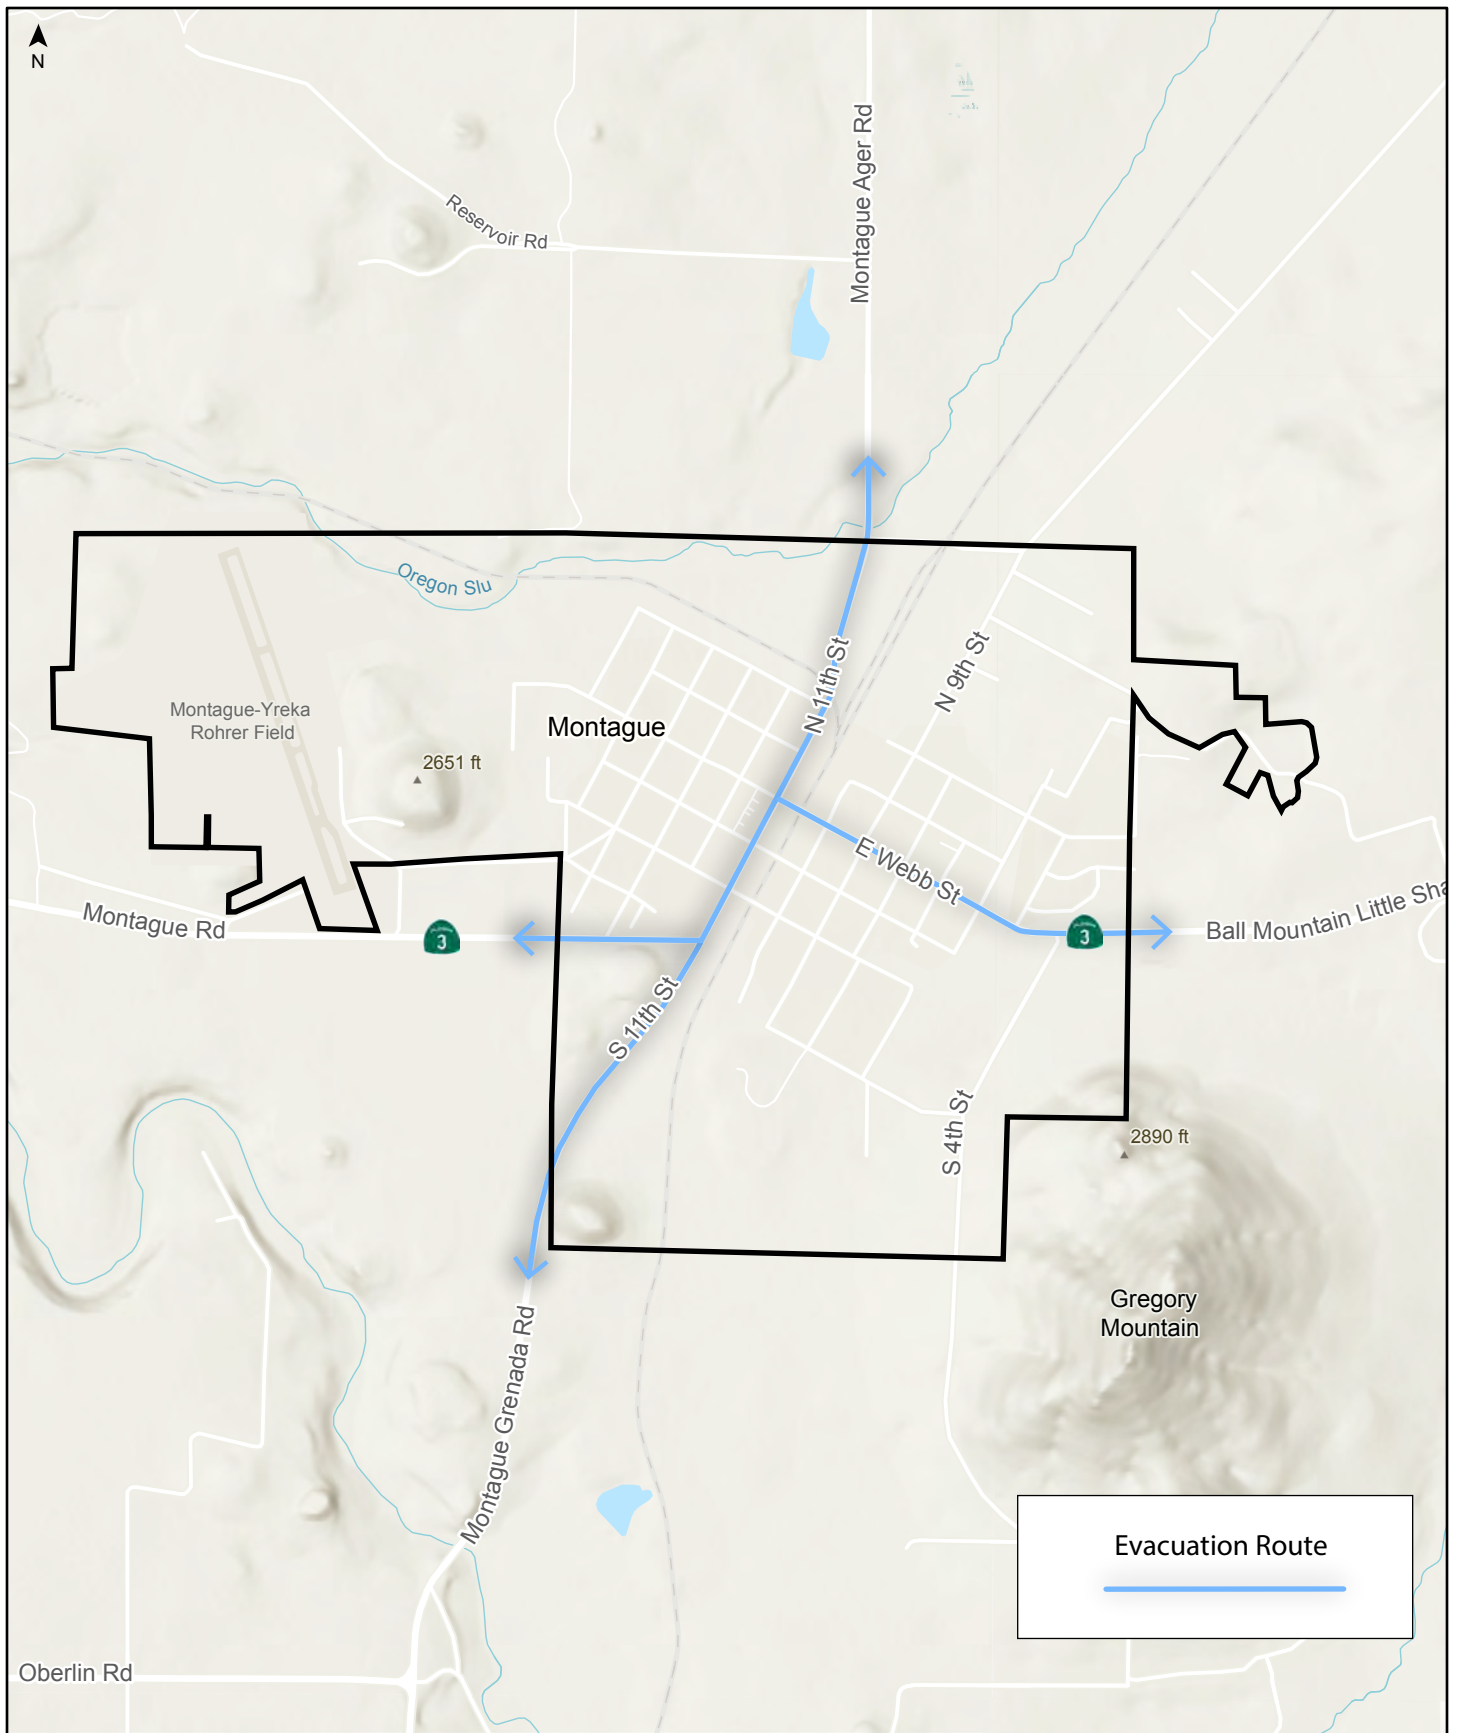 N
Montague Ager Rd
Reservoir Rd
Oregon Slu
N 11th St
N 9th St
Montague-Yreka
Rohrer Field
Montague
2651 ft
E Webb St
Montague Rd
3
3
Ball Mountain Little Sha
S 11th St
S 4th St
2890 ft
Gregory
Mountain
Montague Grenada Rd
Evacuation Route
Oberlin Rd